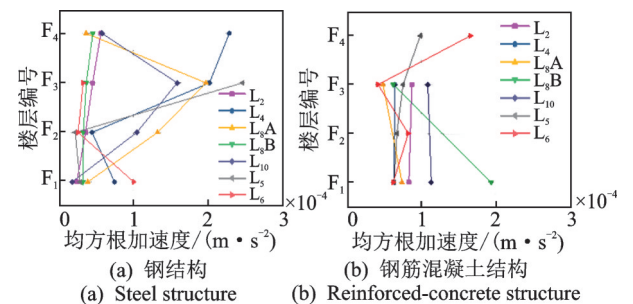 楼层编号
F₄
F₃
F₂
F₁
L₂
L₄
L₈A
L₈B
L₁₀
L₅
L₆
0 1 2 3
×10⁻⁴
均方根加速度/(m·s⁻²)
(a) 钢结构
(a) Steel structure
楼层编号
F₄
F₃
F₂
F₁
L₂
L₄
L₈A
L₈B
L₁₀
L₅
L₆
0 1 2 3
×10⁻⁴
均方根加速度/(m·s⁻²)
(b) 钢筋混凝土结构
(b) Reinforced-concrete structure